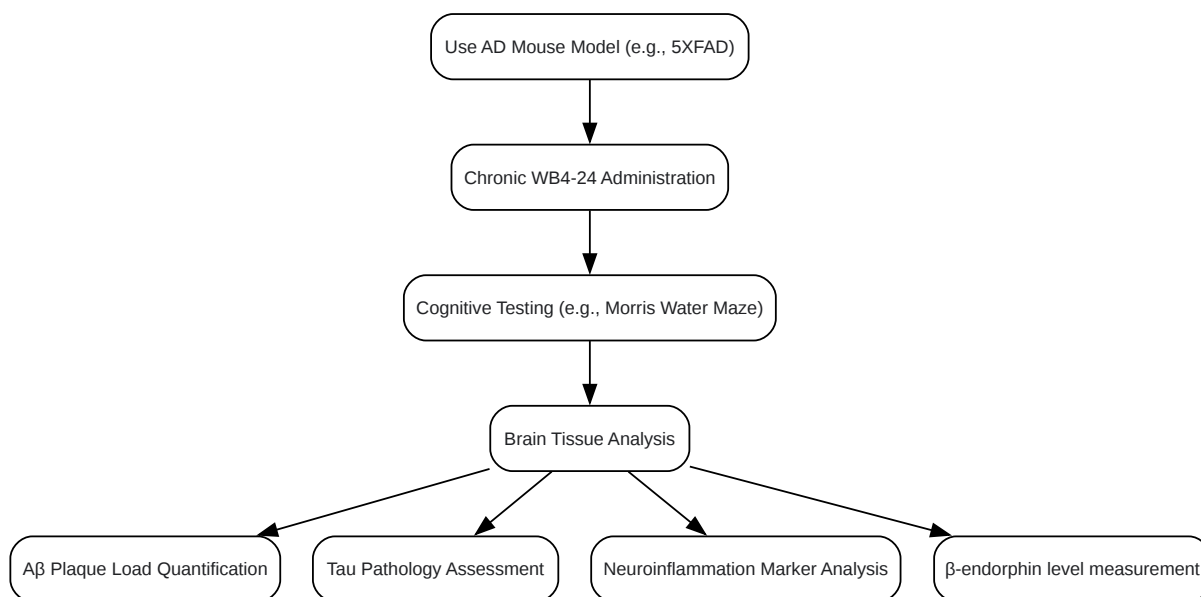 Use AD Mouse Model (e.g., 5XFAD)
Chronic WB4-24 Administration
Cognitive Testing (e.g., Morris Water Maze)
Brain Tissue Analysis
Aβ Plaque Load Quantification
Tau Pathology Assessment
Neuroinflammation Marker Analysis
β-endorphin level measurement